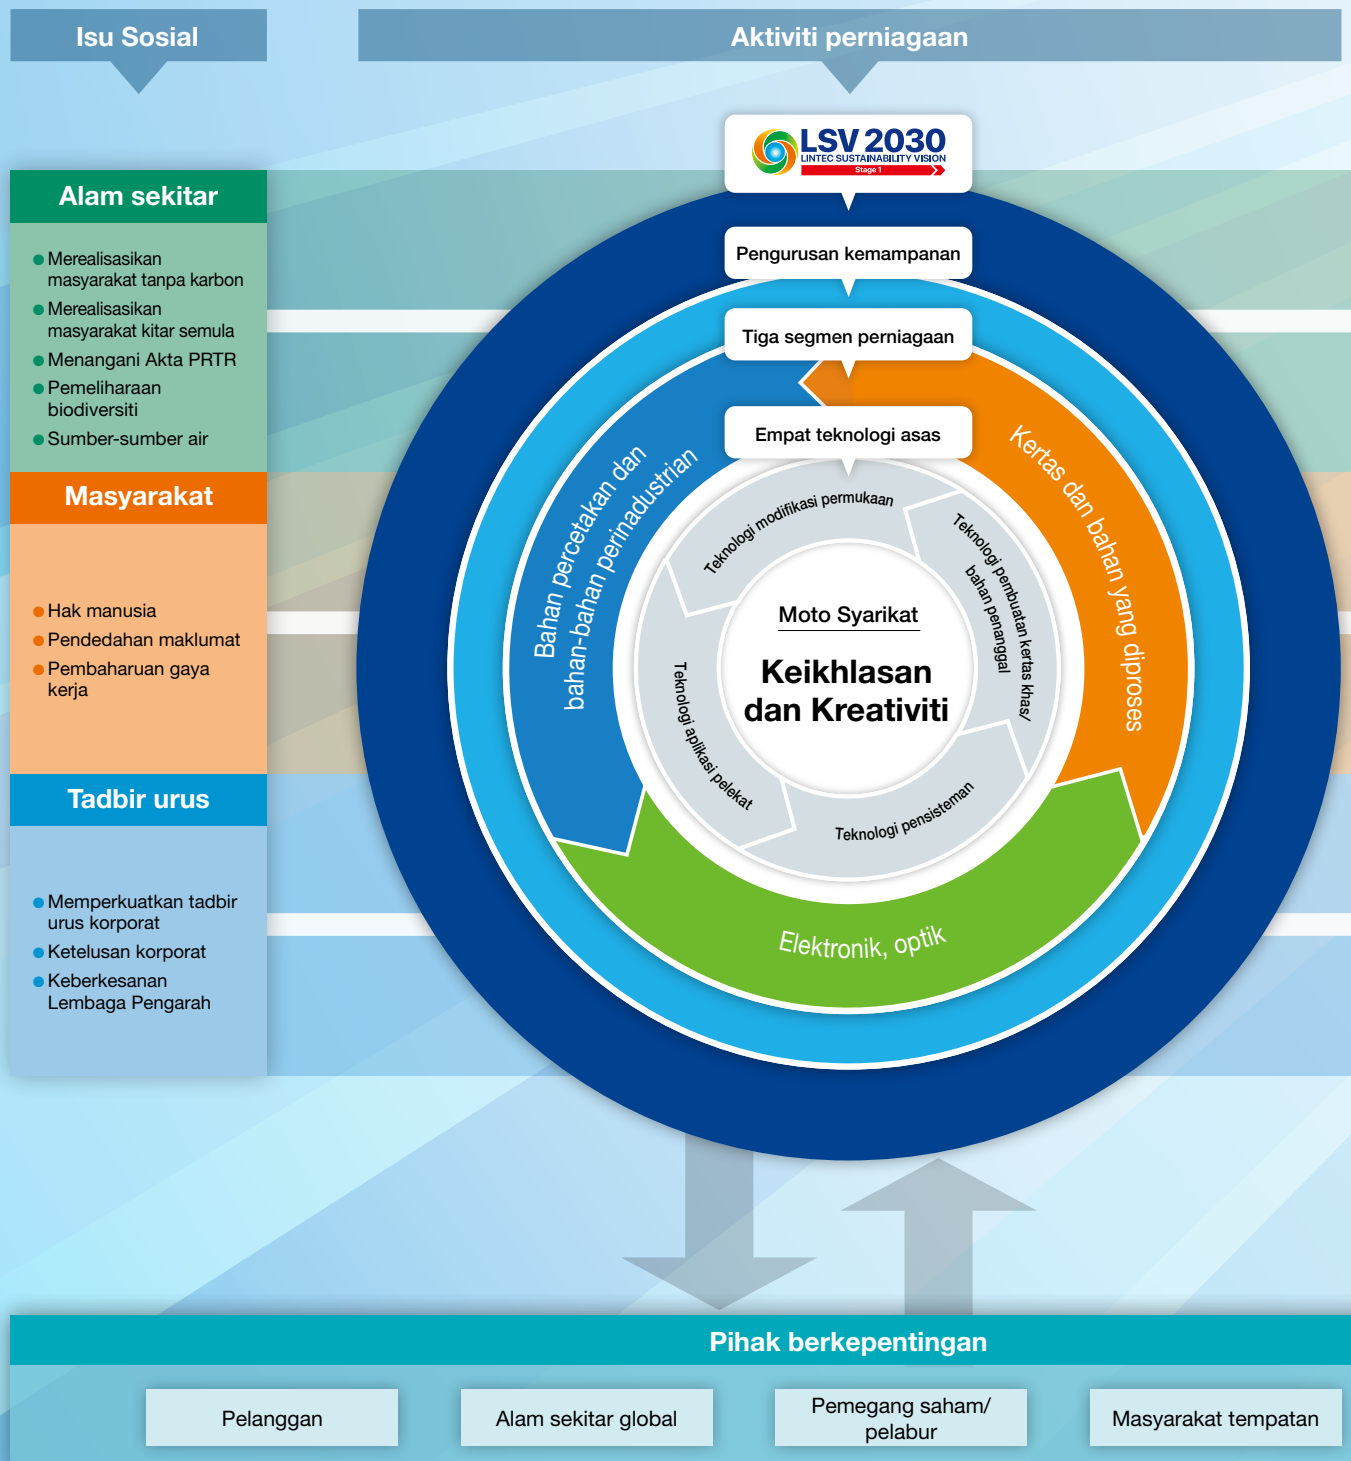 Isu Sosial
Aktiviti perniagaan
LSV 2030
LINTEC SUSTAINABILITY VISION
Stage 1
Alam sekitar
Merealisasikan
masyarakat tanpa karbon
Merealisasikan
masyarakat kitar semula
Menangani Akta PRTR
Pemeliharaan
biodiversiti
Sumber-sumber air
Masyarakat
Hak manusia
Pendedahan maklumat
Pembaharuan gaya
kerja
Tadbir urus
Memperkuatkan tadbir
urus korporat
Ketelusan korporat
Keberkesanan
Lembaga Pengarah
Pengurusan kemampanan
Tiga segmen perniagaan
Empat teknologi asas
Bahan percetakan dan
bahan-bahan perinadustrian
Kertas dan bahan yang diproses
Elektronik, optik
Teknologi modifikasi permukaan
Teknologi pembuatan kertas khas/
bahan penanggal
Teknologi pensisteman
Teknologi aplikasi pelekat
Moto Syarikat
Keikhlasan
dan Kreativiti
Pihak berkepentingan
Pelanggan
Alam sekitar global
Pemegang saham/
pelabur
Masyarakat tempatan